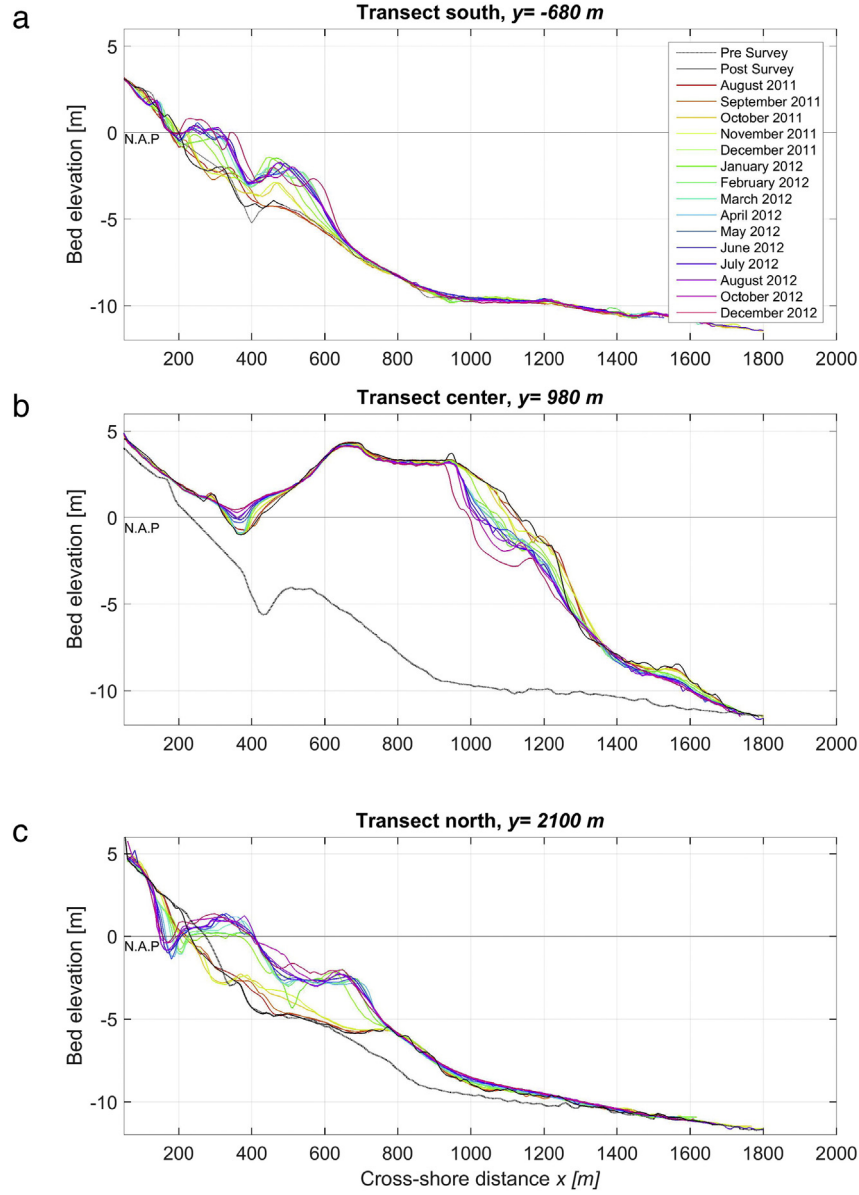 a
Transect south, y= -680 m
Bed elevation [m]
5
0
-5
-10
N.A.P
Pre Survey
Post Survey
August 2011
September 2011
October 2011
November 2011
December 2011
January 2012
February 2012
March 2012
April 2012
May 2012
June 2012
July 2012
August 2012
October 2012
December 2012
200 400 600 800 1000 1200 1400 1600 1800 2000
b
Transect center, y= 980 m
Bed elevation [m]
5
0
-5
-10
N.A.P
200 400 600 800 1000 1200 1400 1600 1800 2000
c
Transect north, y= 2100 m
Bed elevation [m]
5
0
-5
-10
N.A.P
200 400 600 800 1000 1200 1400 1600 1800 2000
Cross-shore distance x [m]